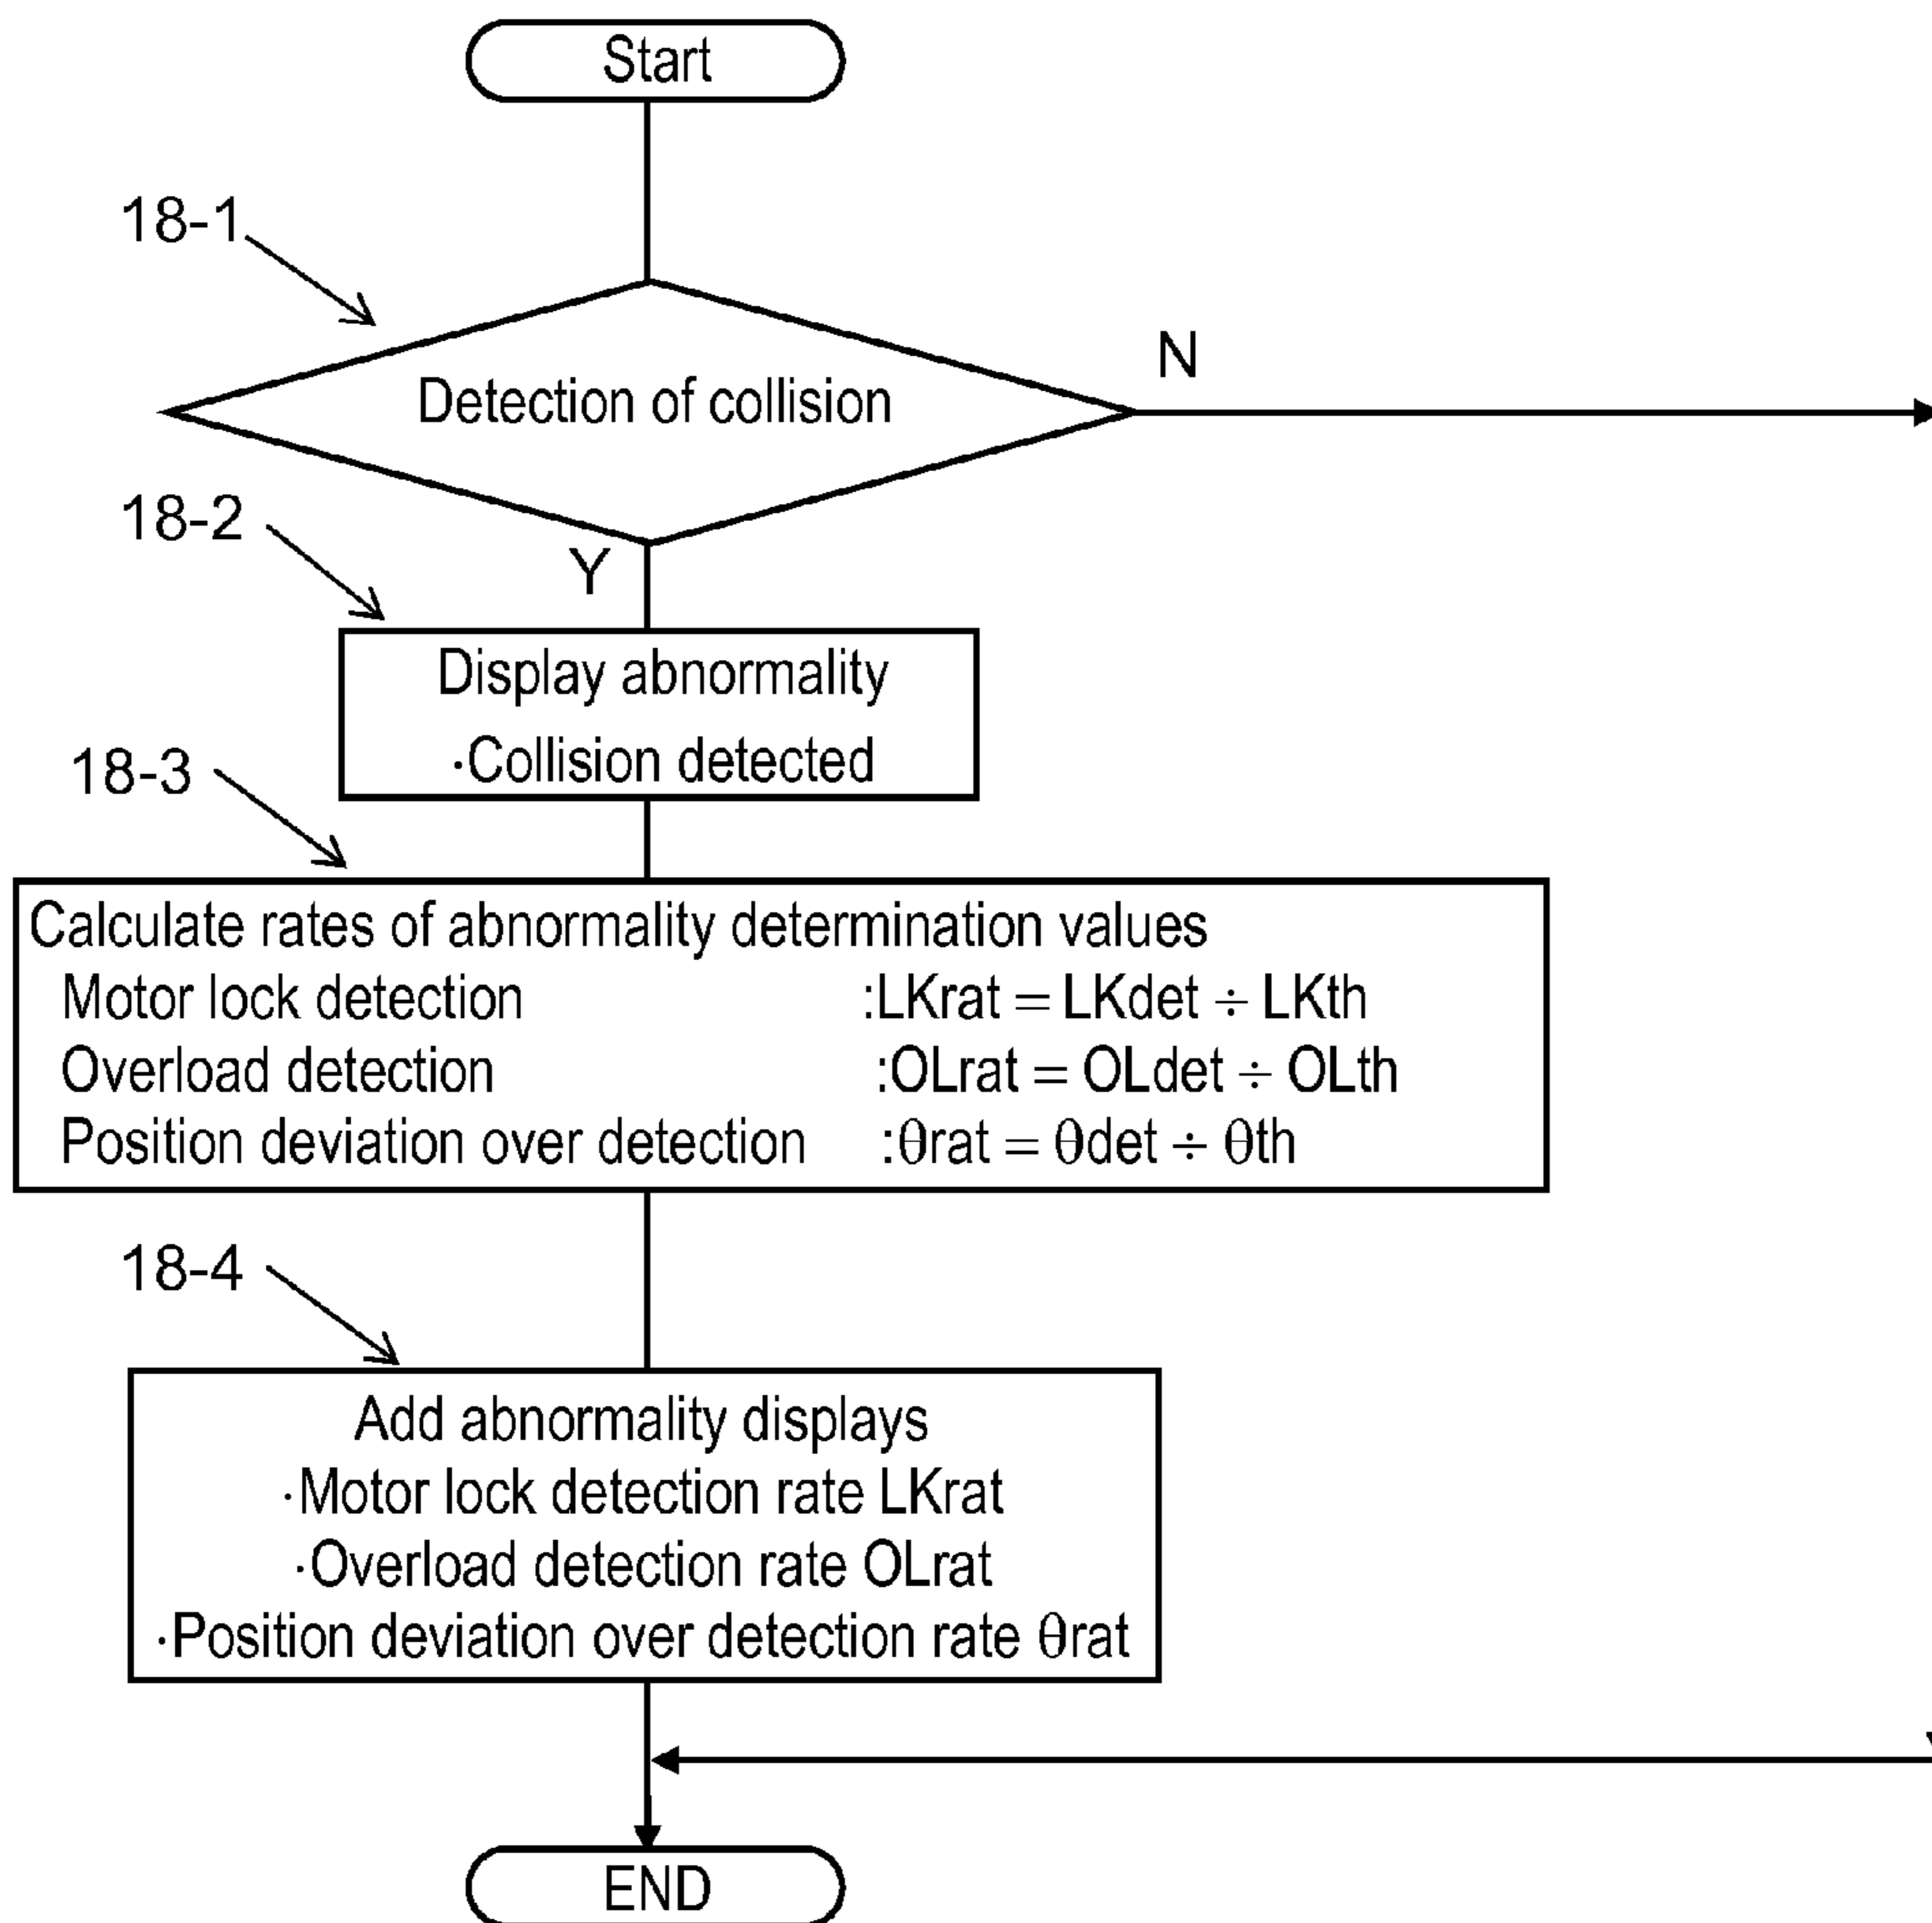 Start
18-1
N
Detection of collision
18-2
Y
Display abnormality
·Collision detected
18-3
Calculate rates of abnormality determination values
Motor lock detection :LKrat = LKdet ÷ LKth
Overload detection :OLrat = OLdet ÷ OLth
Position deviation over detection :θrat = θdet ÷ θth
18-4
Add abnormality displays
·Motor lock detection rate LKrat
·Overload detection rate OLrat
·Position deviation over detection rate θrat
END